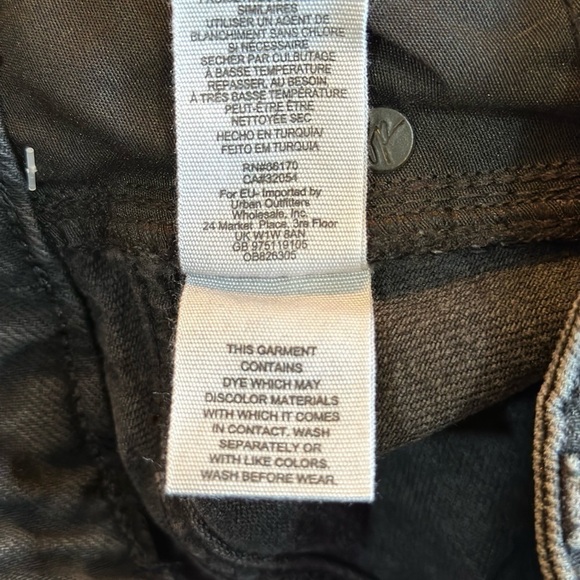 SIMILAIRES
UTILISER UN AGENT DE
BLANCHIMENT SANS CHLORE
SI NÉCESSAIRE
SÉCHER PAR CULBUTAGE
À BASSE TEMPÉRATURE
REPASSER, AU BESOIN
À TRÈS BASSE TEMPÉRATURE
PEUT-ÊTRE ÊTRE
NETTOYÉE SEC
HECHO EN TURQUÍA/
FEITO EM TURQUIA
RN#66170
CA#32054
For EU- Imported by
Urban Outfitters
Wholesale, Inc.
24 Market Place, 3ra Floor
UK W1W 8AN
GB 975119105
OB826305
THIS GARMENT
CONTAINS
DYE WHICH MAY
DISCOLOR MATERIALS
WITH WHICH IT COMES
IN CONTACT. WASH
SEPARATELY OR
WITH LIKE COLORS.
WASH BEFORE WEAR.